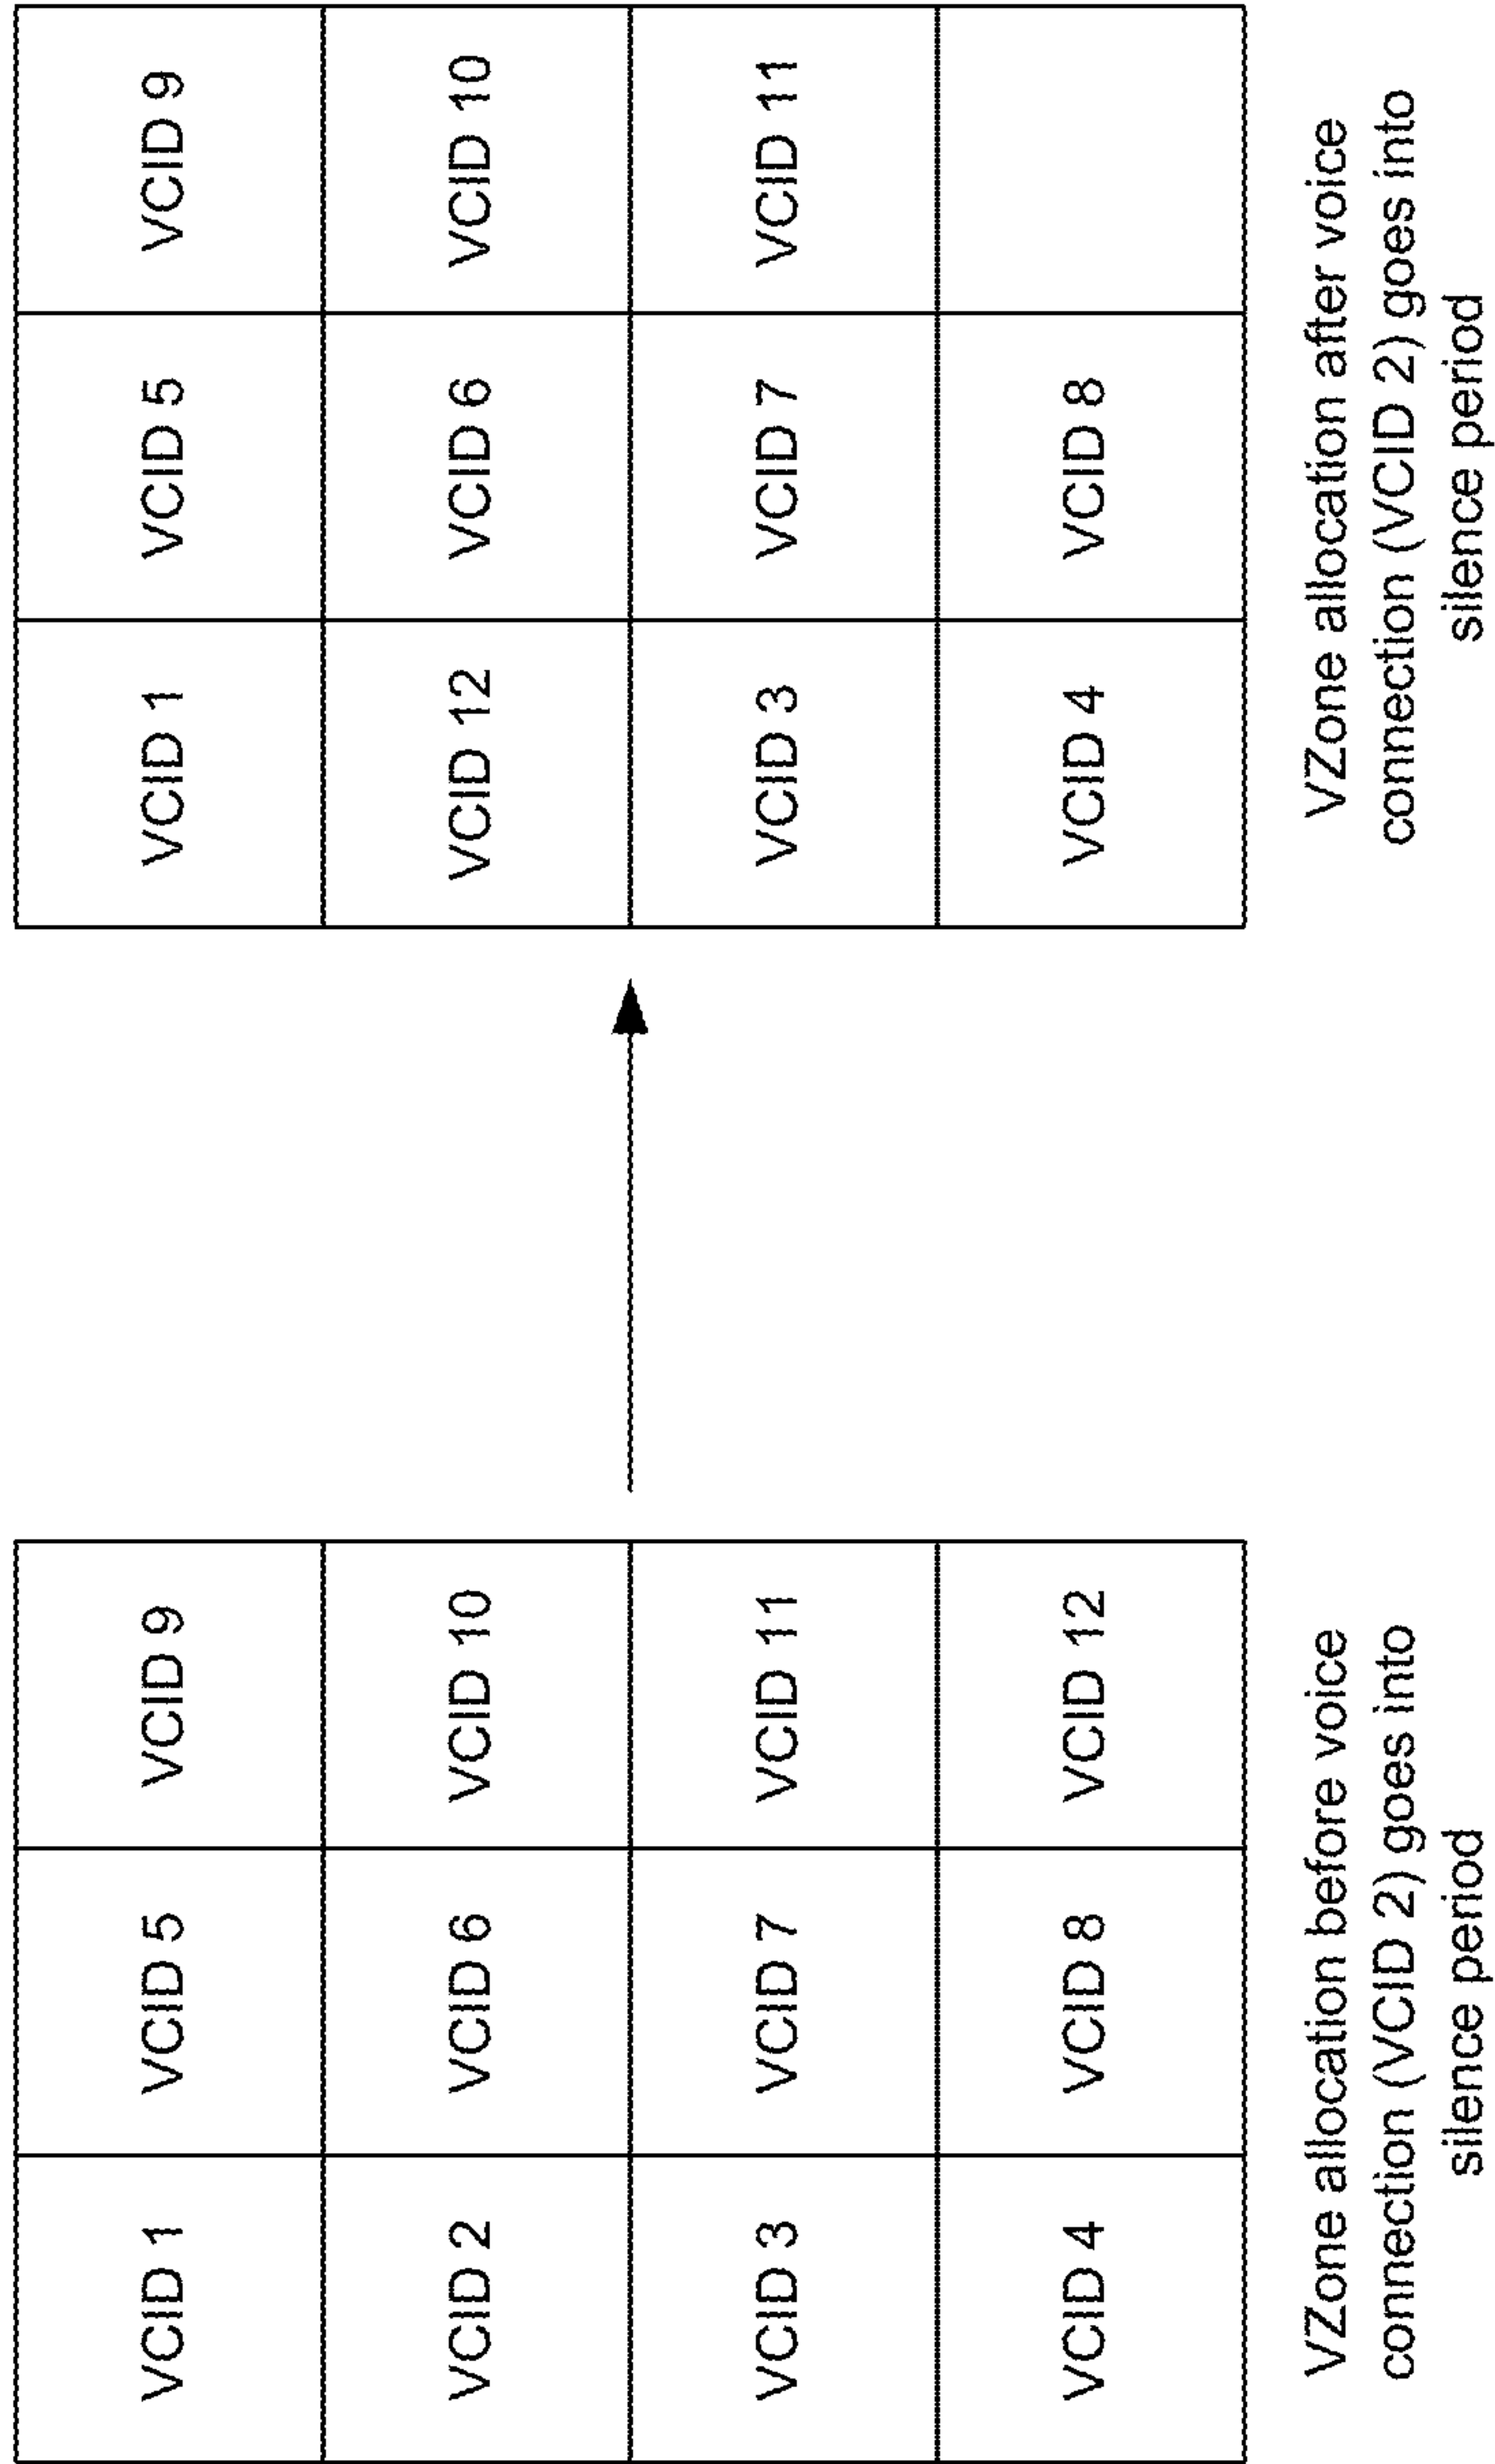 VCID 1 VCID 5 VCID 9
VCID 2 VCID 6 VCID 10
VCID 3 VCID 7 VCID 11
VCID 4 VCID 8 VCID 12
VZone allocation before voice
connection (VCID 2) goes into
silence period
VCID 1 VCID 5 VCID 9
VCID 12 VCID 6 VCID 10
VCID 3 VCID 7 VCID 11
VCID 4 VCID 8
VZone allocation after voice
connection (VCID 2) goes into
silence period